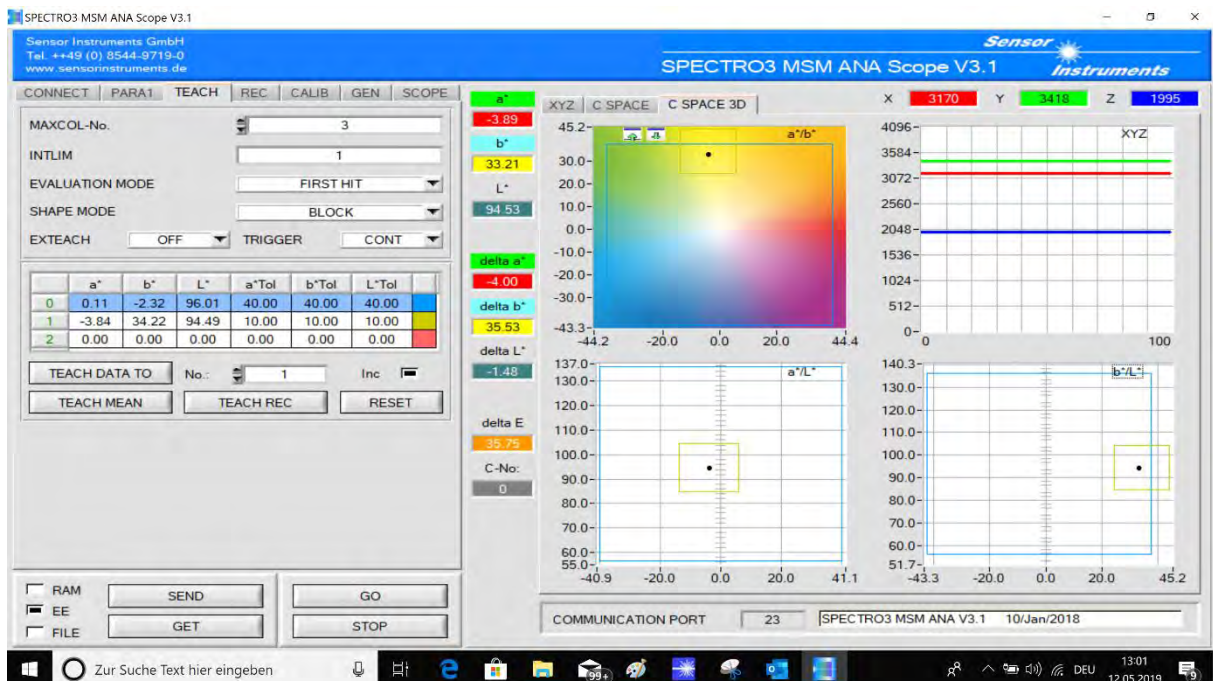 SPECTRO3 MSM ANA Scope V3.1
Sensor Instruments GmbH
Tel. ++49 (0) 8544-9719-0
www.sensorinstruments.de
SPECTRO3 MSM ANA Scope V3.1
Sensor Instruments
CONNECT PARA1 TEACH REC CALIB GEN SCOPE
MAXCOL-No. 3
INTLIM 1
EVALUATION MODE FIRST HIT
SHAPE MODE BLOCK
EXTEACH OFF TRIGGER CONT
a* b* L* a*Tol b*Tol L*Tol
0 0.11 -2.32 96.01 40.00 40.00 40.00
1 -3.84 34.22 94.49 10.00 10.00 10.00
2 0.00 0.00 0.00 0.00 0.00 0.00
TEACH DATA TO No.: 1 Inc
TEACH MEAN TEACH REC RESET
RAM
EE
FILE
SEND GO
GET STOP
a*
-3.89
b*
33.21
L*
94.53
delta a*
-4.00
delta b*
35.53
delta L*
-1.48
delta E
35.75
C-No:
0
XYZ C SPACE C SPACE 3D
X 3170 Y 3418 Z 1995
a*/b*
45.2
30.0
20.0
10.0
0.0
-10.0
-20.0
-30.0
-43.3
-44.2 -20.0 0.0 20.0 44.4
XYZ
4096
3584
3072
2560
2048
1536
1024
512
0
0 100
a*/L*
137.0
130.0
120.0
110.0
100.0
90.0
80.0
70.0
60.0
55.0
-40.9 -20.0 0.0 20.0 41.1
b*/L*
140.3
130.0
120.0
110.0
100.0
90.0
80.0
70.0
60.0
51.7
-43.3 -20.0 0.0 20.0 45.2
COMMUNICATION PORT 23 SPECTRO3 MSM ANA V3.1 10/Jan/2018
Zur Suche Text hier eingeben
99+
DEU
13:01
12.05.2019
9